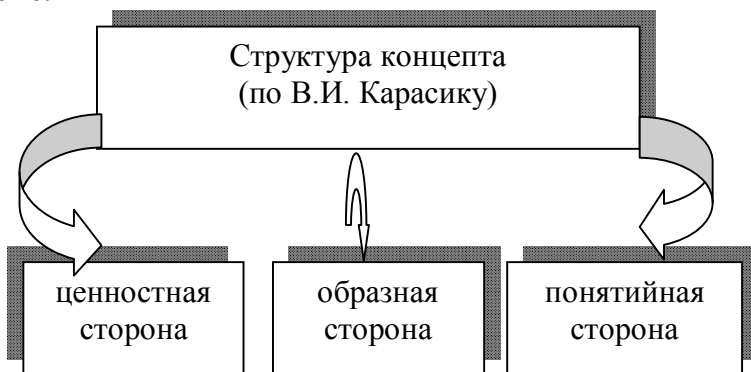 Структура концепта
(по В.И. Карасику)
ценностная
сторона
образная
сторона
понятийная
сторона